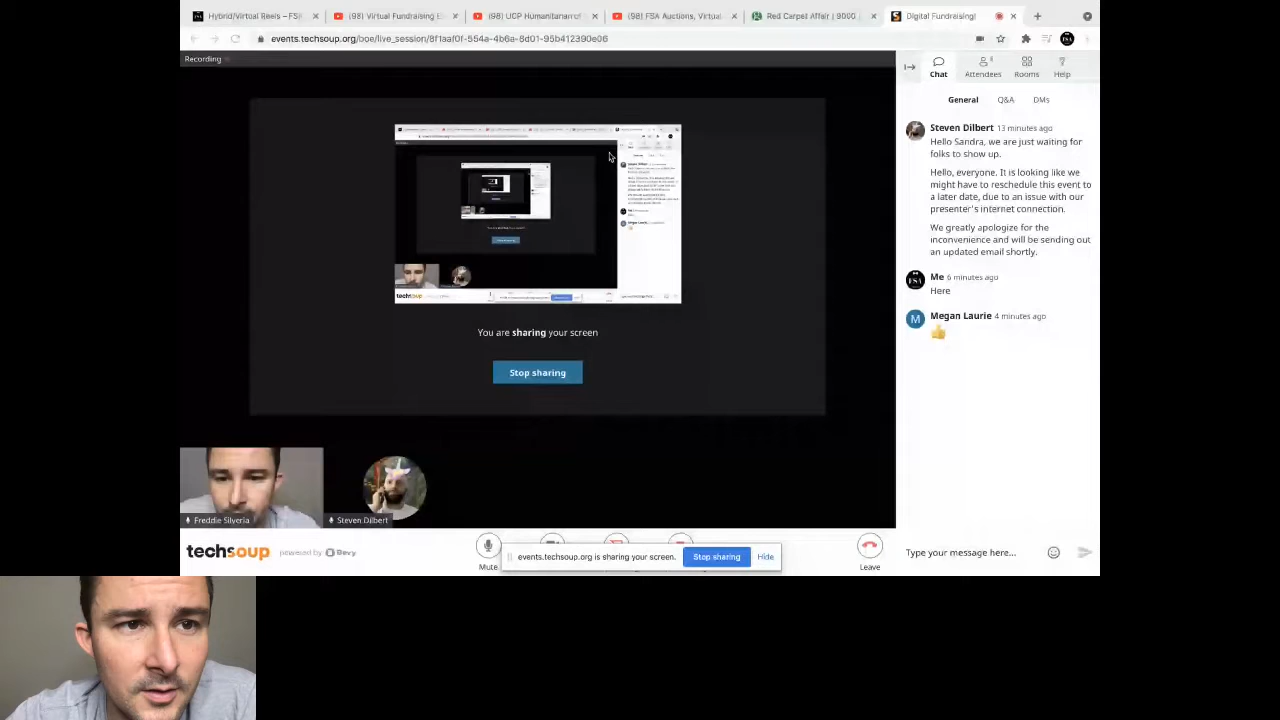 Hybrid/Virtual Reels – FS
(98) Virtual Fundraising E
(98) UCP Humanitarian of
(98) FSA Auctions, Virtual
Red Carpet Affair | 9000
Digital Fundraising!
events.techsoup.org/boe/live_session/8f1aaf0f-554a-4b6a-8d01-95b412390e06
Recording
Chat
Attendees
Rooms
Help
General
Q&A
DMs
Steven Dilbert 13 minutes ago
Hello Sandra, we are just waiting for
folks to show up.
Hello, everyone. It is looking like we
might have to reschedule this event to
a later date, due to an issue with our
presenter's internet connection.
We greatly apologize for the
inconvenience and will be sending out
an updated email shortly.
FSA
Me 6 minutes ago
Here
M
Megan Laurie 4 minutes ago
techsoup
You are sharing your screen
Stop sharing
Freddie Silveria
Steven Dilbert
techsoup powered by Bevy
Mute
events.techsoup.org is sharing your screen.
Stop sharing
Hide
Leave
Type your message here...